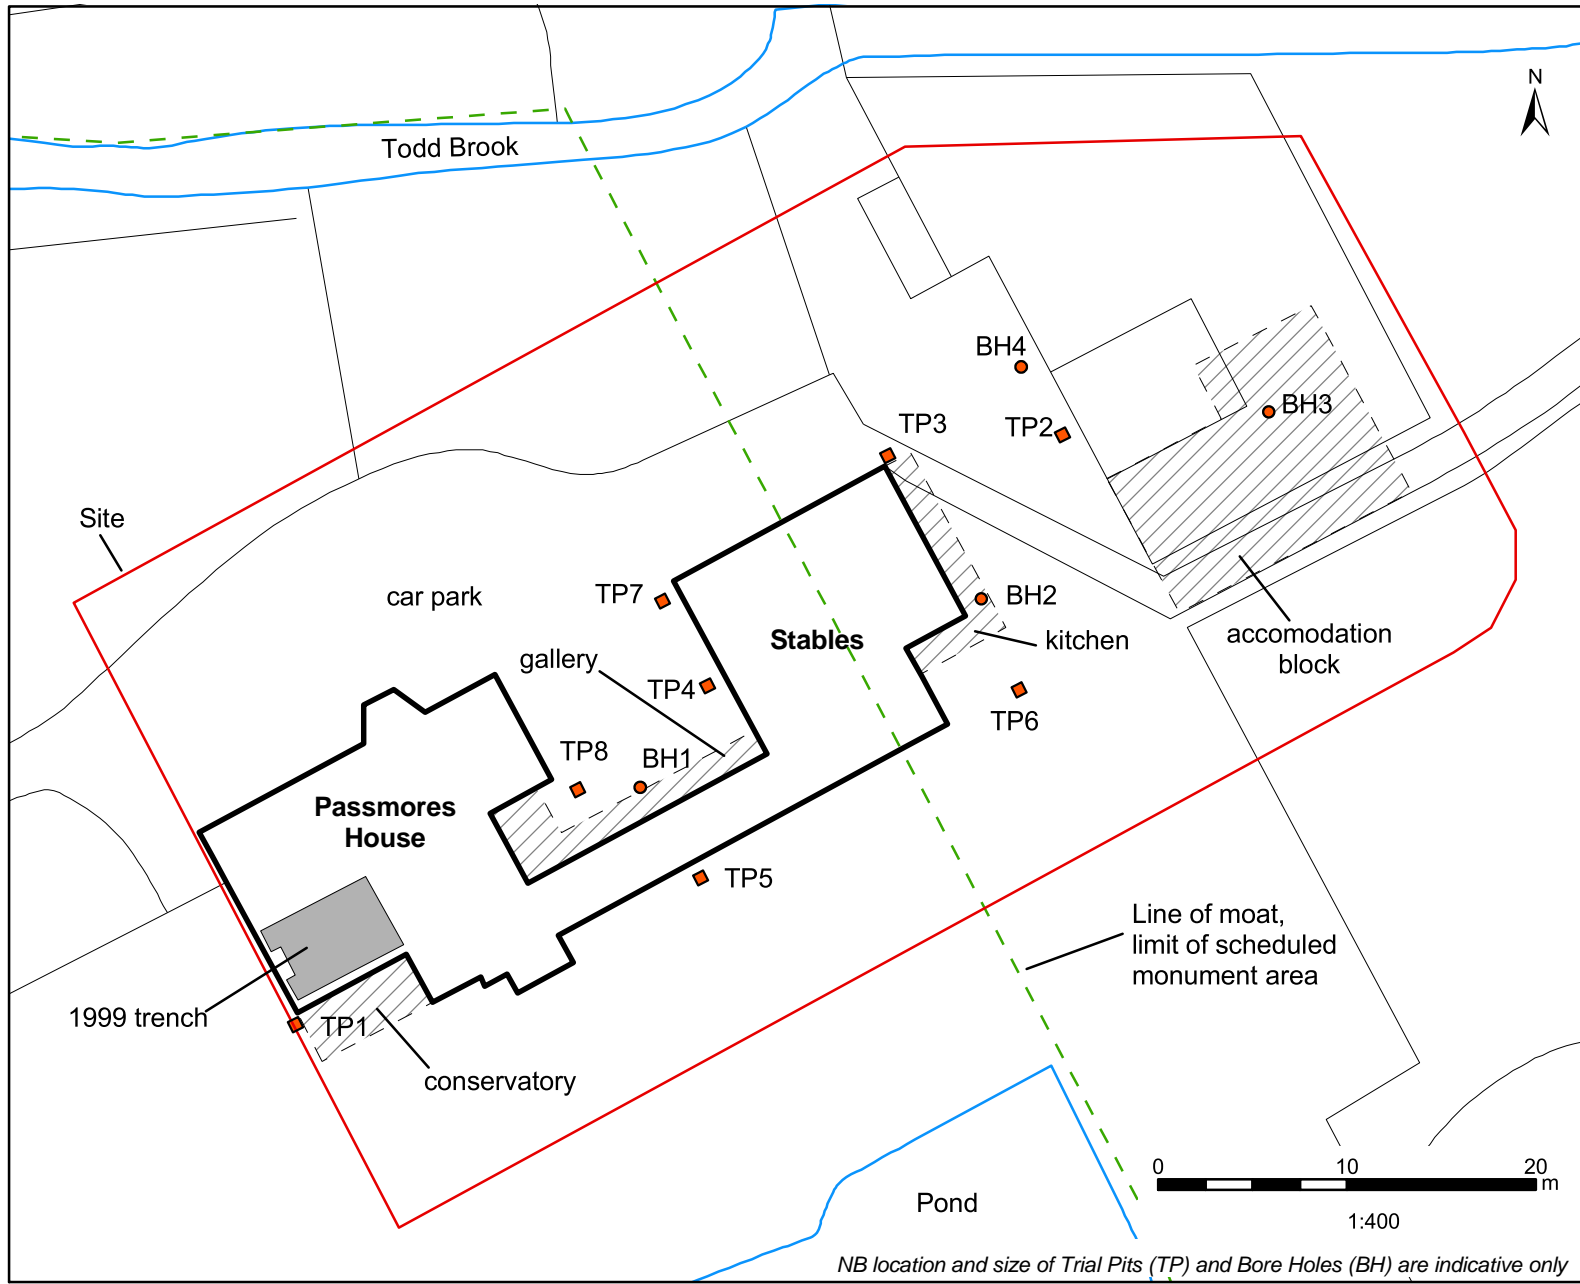 N
Todd Brook
BH4
BH3
TP3
TP2
Site
car park
TP7
BH2
Stables
kitchen
accomodation
block
gallery
TP4
TP6
TP8
BH1
Passmores
House
TP5
Line of moat,
limit of scheduled
monument area
1999 trench
TP1
conservatory
0 10 20
m
Pond
1:400
NB location and size of Trial Pits (TP) and Bore Holes (BH) are indicative only